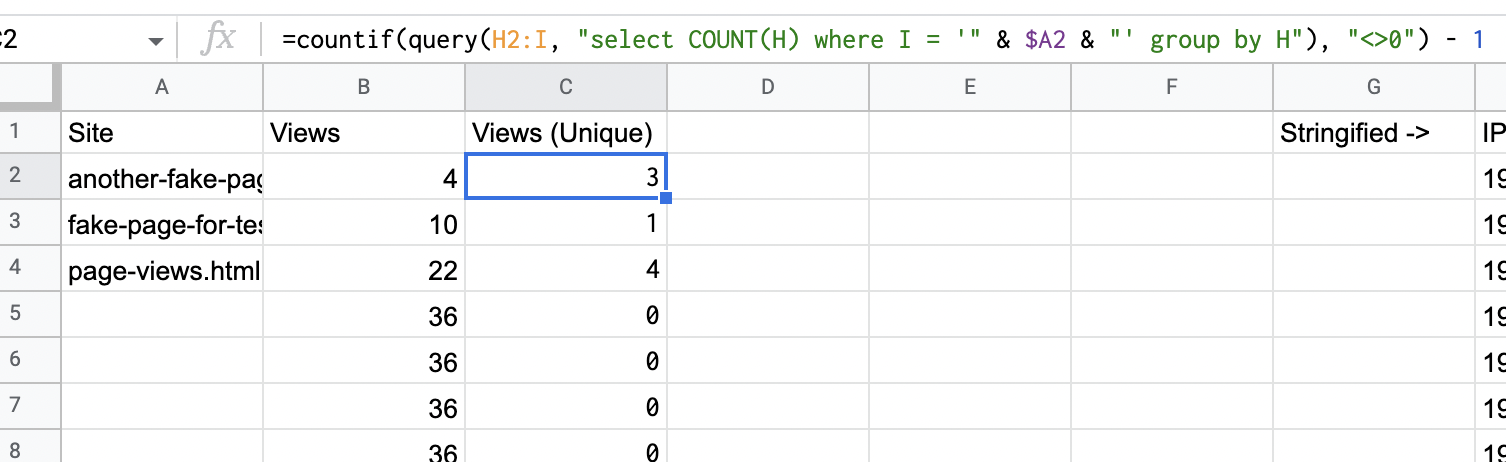 2 fx =countif(query(H2:I, "select COUNT(H) where I = '" & $A2 & "' group by H"), "<>0") - 1
A B C D E F G
1 Site Views Views (Unique) Stringified -> IP
2 another-fake-pag 4 3 19
3 fake-page-for-tes 10 1 19
4 page-views.html 22 4 19
5 36 0 19
6 36 0 19
7 36 0 19
8 36 0 19